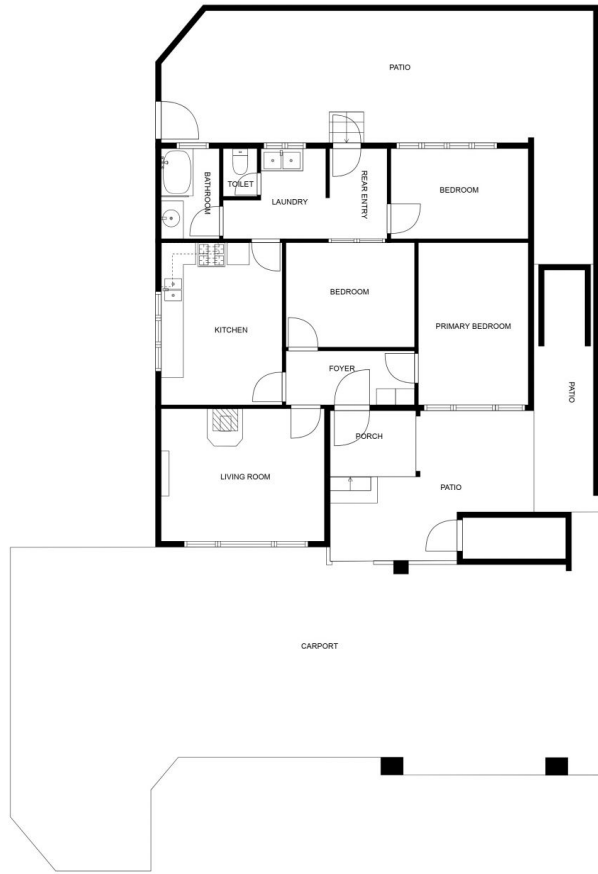 PATIO
BATHROOM
TOILET
LAUNDRY
REAR ENTRY
BEDROOM
BEDROOM
KITCHEN
PRIMARY BEDROOM
FOYER
PATIO
PORCH
LIVING ROOM
PATIO
CARPORT